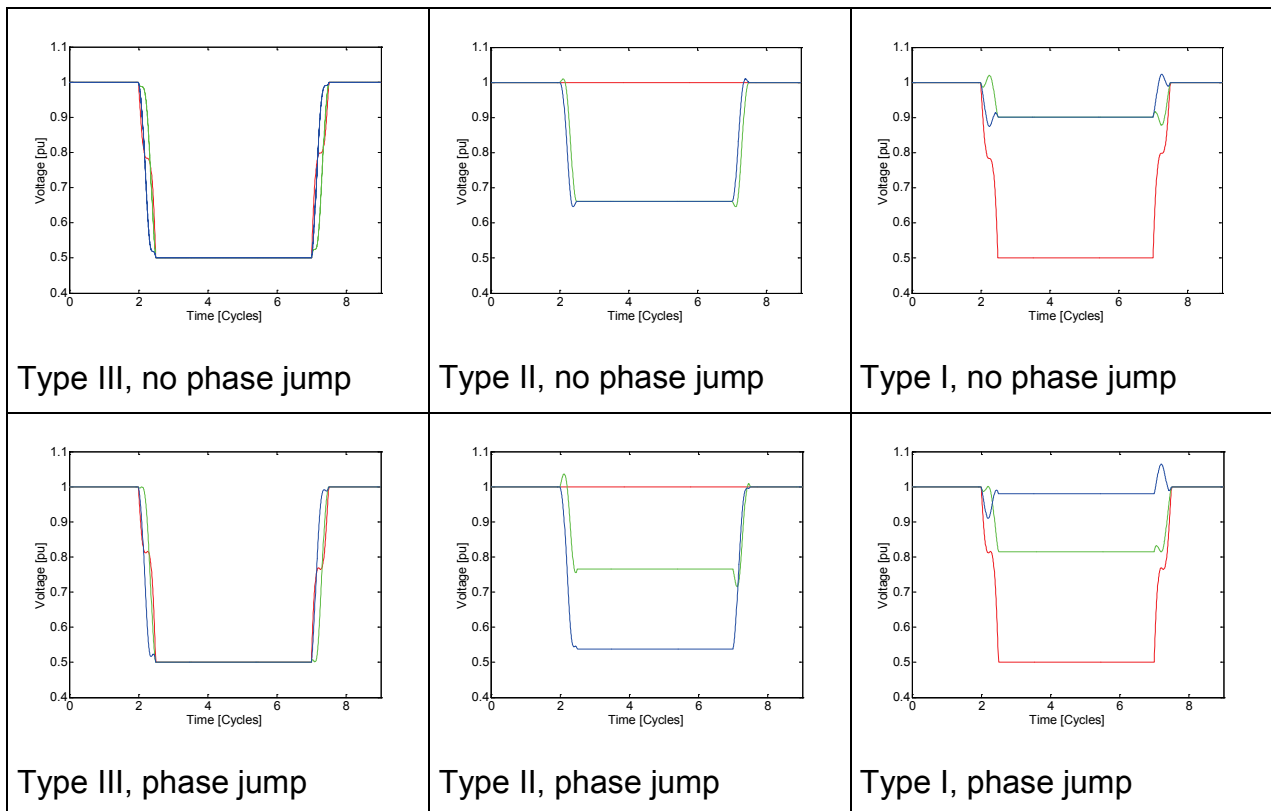 1.1
1
0.9
0.8
0.7
0.6
0.5
0.4
0 2 4 6 8
Voltage [pu]
Time [Cycles]
Type III, no phase jump
1.1
1
0.9
0.8
0.7
0.6
0.5
0.4
0 2 4 6 8
Voltage [pu]
Time [Cycles]
Type II, no phase jump
1.1
1
0.9
0.8
0.7
0.6
0.5
0.4
0 2 4 6 8
Voltage [pu]
Time [Cycles]
Type I, no phase jump
1.1
1
0.9
0.8
0.7
0.6
0.5
0.4
0 2 4 6 8
Voltage [pu]
Time [Cycles]
Type III, phase jump
1.1
1
0.9
0.8
0.7
0.6
0.5
0.4
0 2 4 6 8
Voltage [pu]
Time [Cycles]
Type II, phase jump
1.1
1
0.9
0.8
0.7
0.6
0.5
0.4
0 2 4 6 8
Voltage [pu]
Time [Cycles]
Type I, phase jump